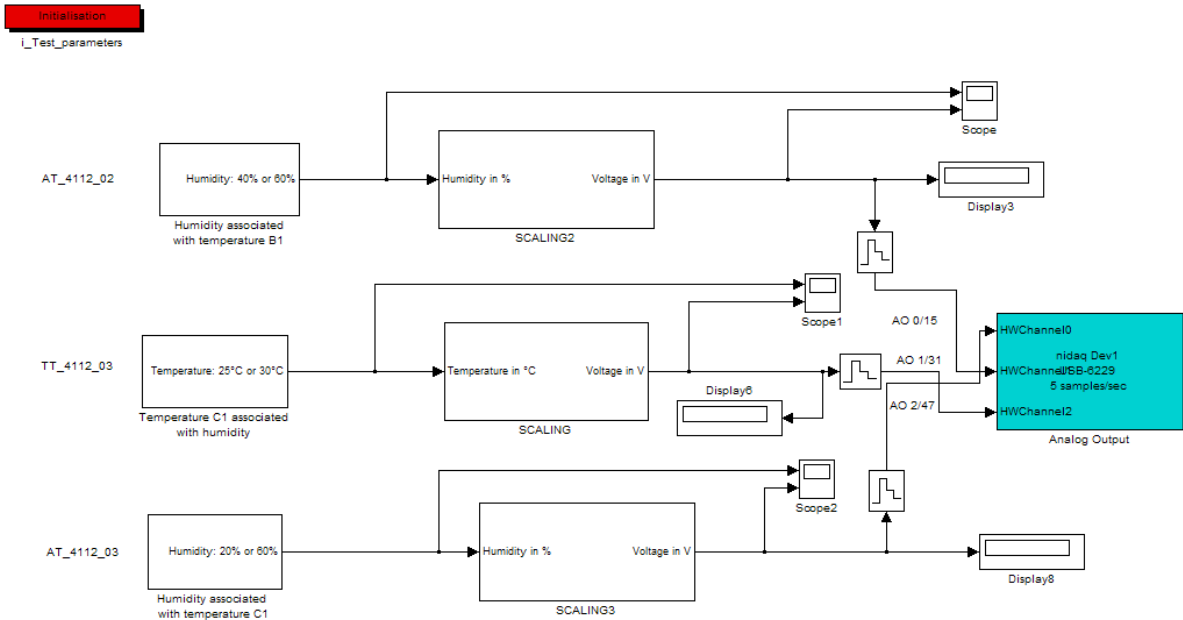 Initialisation
i_Test_parameters
Scope
AT_4112_02
Humidity: 40% or 60%
Humidity in %
Voltage in V
Display3
Humidity associated
with temperature B1
SCALING2
Scope1
AO 0/15
HWChannel0
TT_4112_03
Temperature: 25°C or 30°C
Temperature in °C
Voltage in V
Display6
AO 1/31
nidaq Dev1
HWChannel
USB-6229
5 samples/sec
AO 2/47
HWChannel2
Temperature C1 associated
with humidity
SCALING
Analog Output
Scope2
AT_4112_03
Humidity: 20% or 60%
Humidity in %
Voltage in V
Display8
Humidity associated
with temperature C1
SCALING3